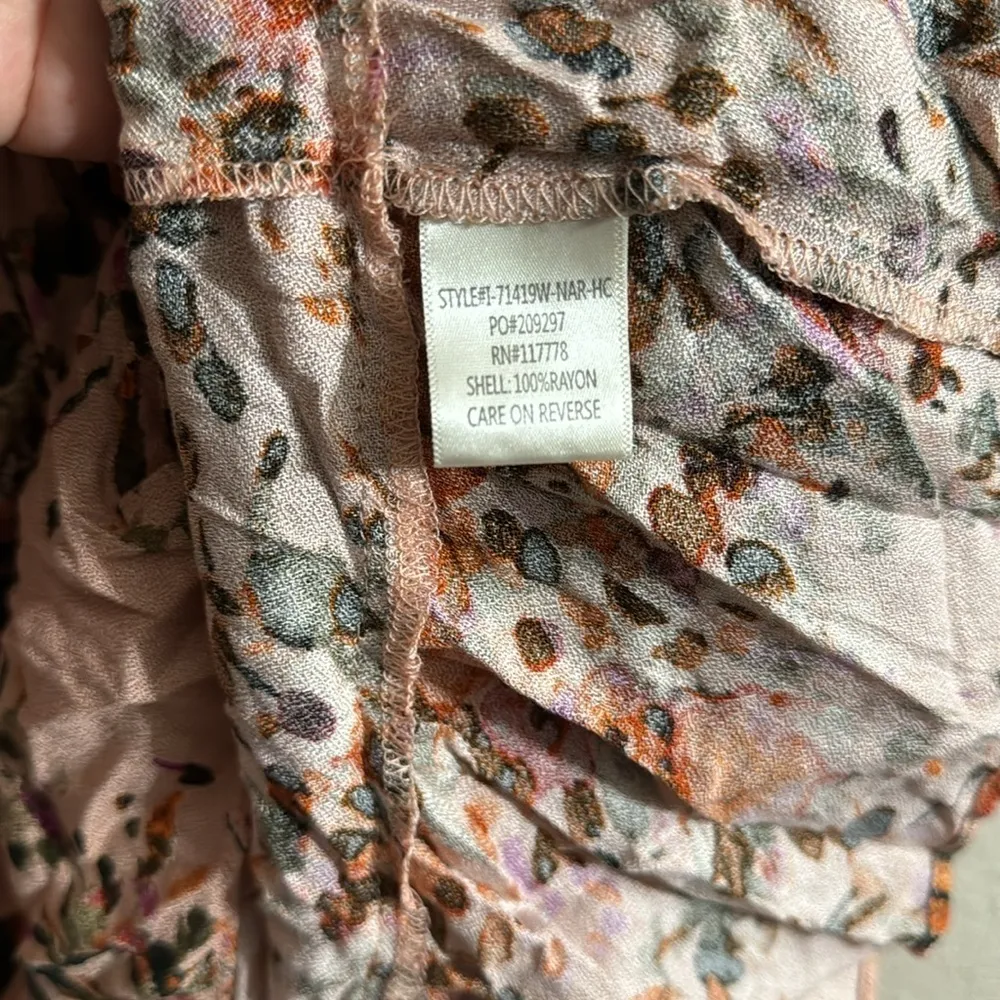 STYLE#I-71419W-NAR-HC
PO#209297
RN#117778
SHELL:100%RAYON
CARE ON REVERSE